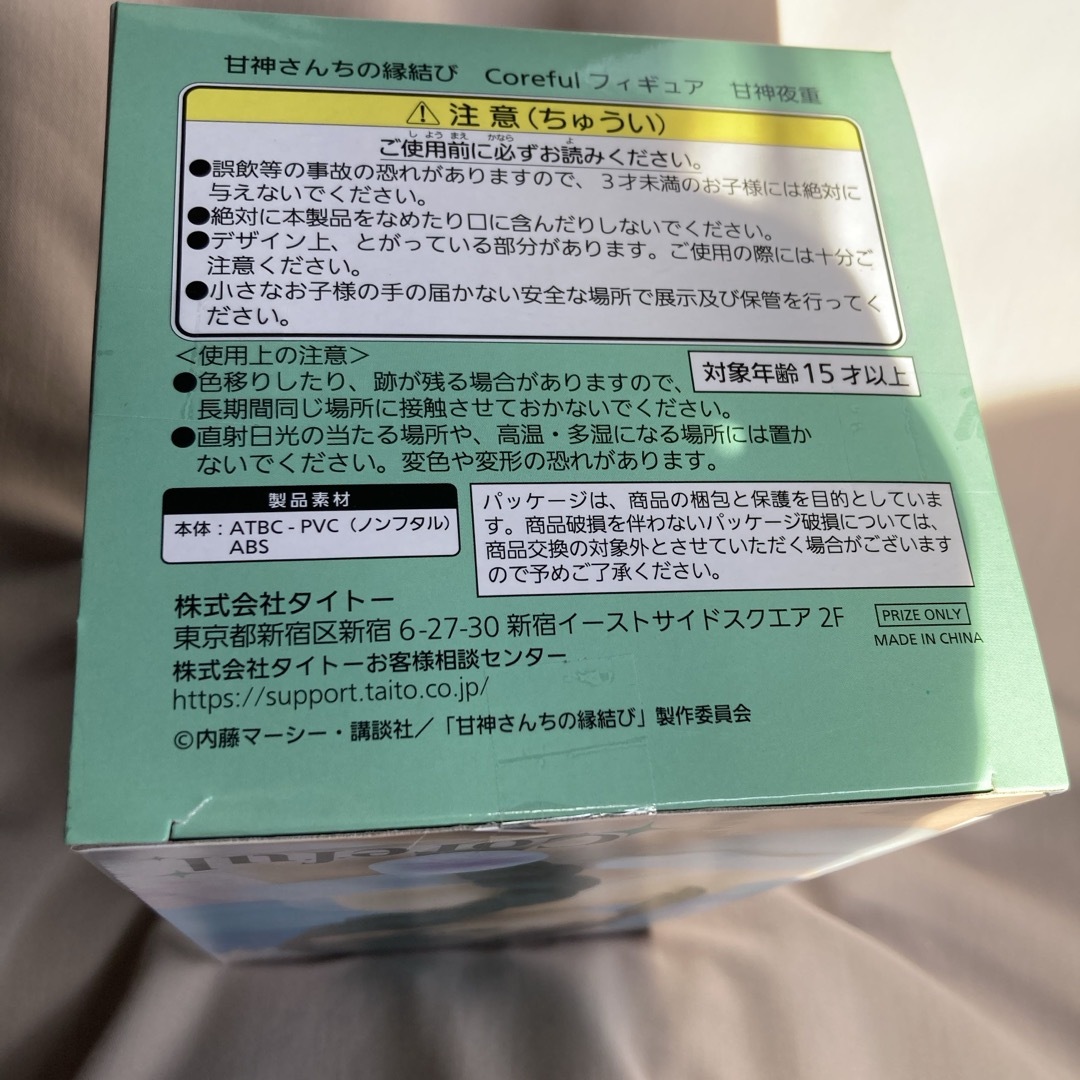 甘神さんちの縁結び Coreful フィギュア 甘神夜重
注意(ちゅうい)
しようまえ かなら よ
ご使用前に必ずお読みください。
●誤飲等の事故の恐れがありますので、3才未満のお子様には絶対に
与えないでください。
●絶対に本製品をなめたり口に含んだりしないでください。
●デザイン上、とがっている部分があります。ご使用の際には十分ご
注意ください。
●小さなお子様の手の届かない安全な場所で展示及び保管を行ってく
ださい。
<使用上の注意>
対象年齢15才以上
●色移りしたり、跡が残る場合がありますので、
長期間同じ場所に接触させておかないでください。
●直射日光の当たる場所や、高温・多湿になる場所には置か
ないでください。変色や変形の恐れがあります。
製品素材
本体:ATBC-PVC(ノンフタル)
ABS
パッケージは、商品の梱包と保護を目的としていま
す。商品破損を伴わないパッケージ破損については、
商品交換の対象外とさせていただく場合がございます
ので予めご了承ください。
株式会社タイトー
東京都新宿区新宿 6-27-30 新宿イーストサイドスクエア 2F
株式会社タイトーお客様相談センター
https://support.taito.co.jp/
PRIZE ONLY
MADE IN CHINA
©内藤マーシー・講談社/「甘神さんちの縁結び」製作委員会
Coreful
Coreful